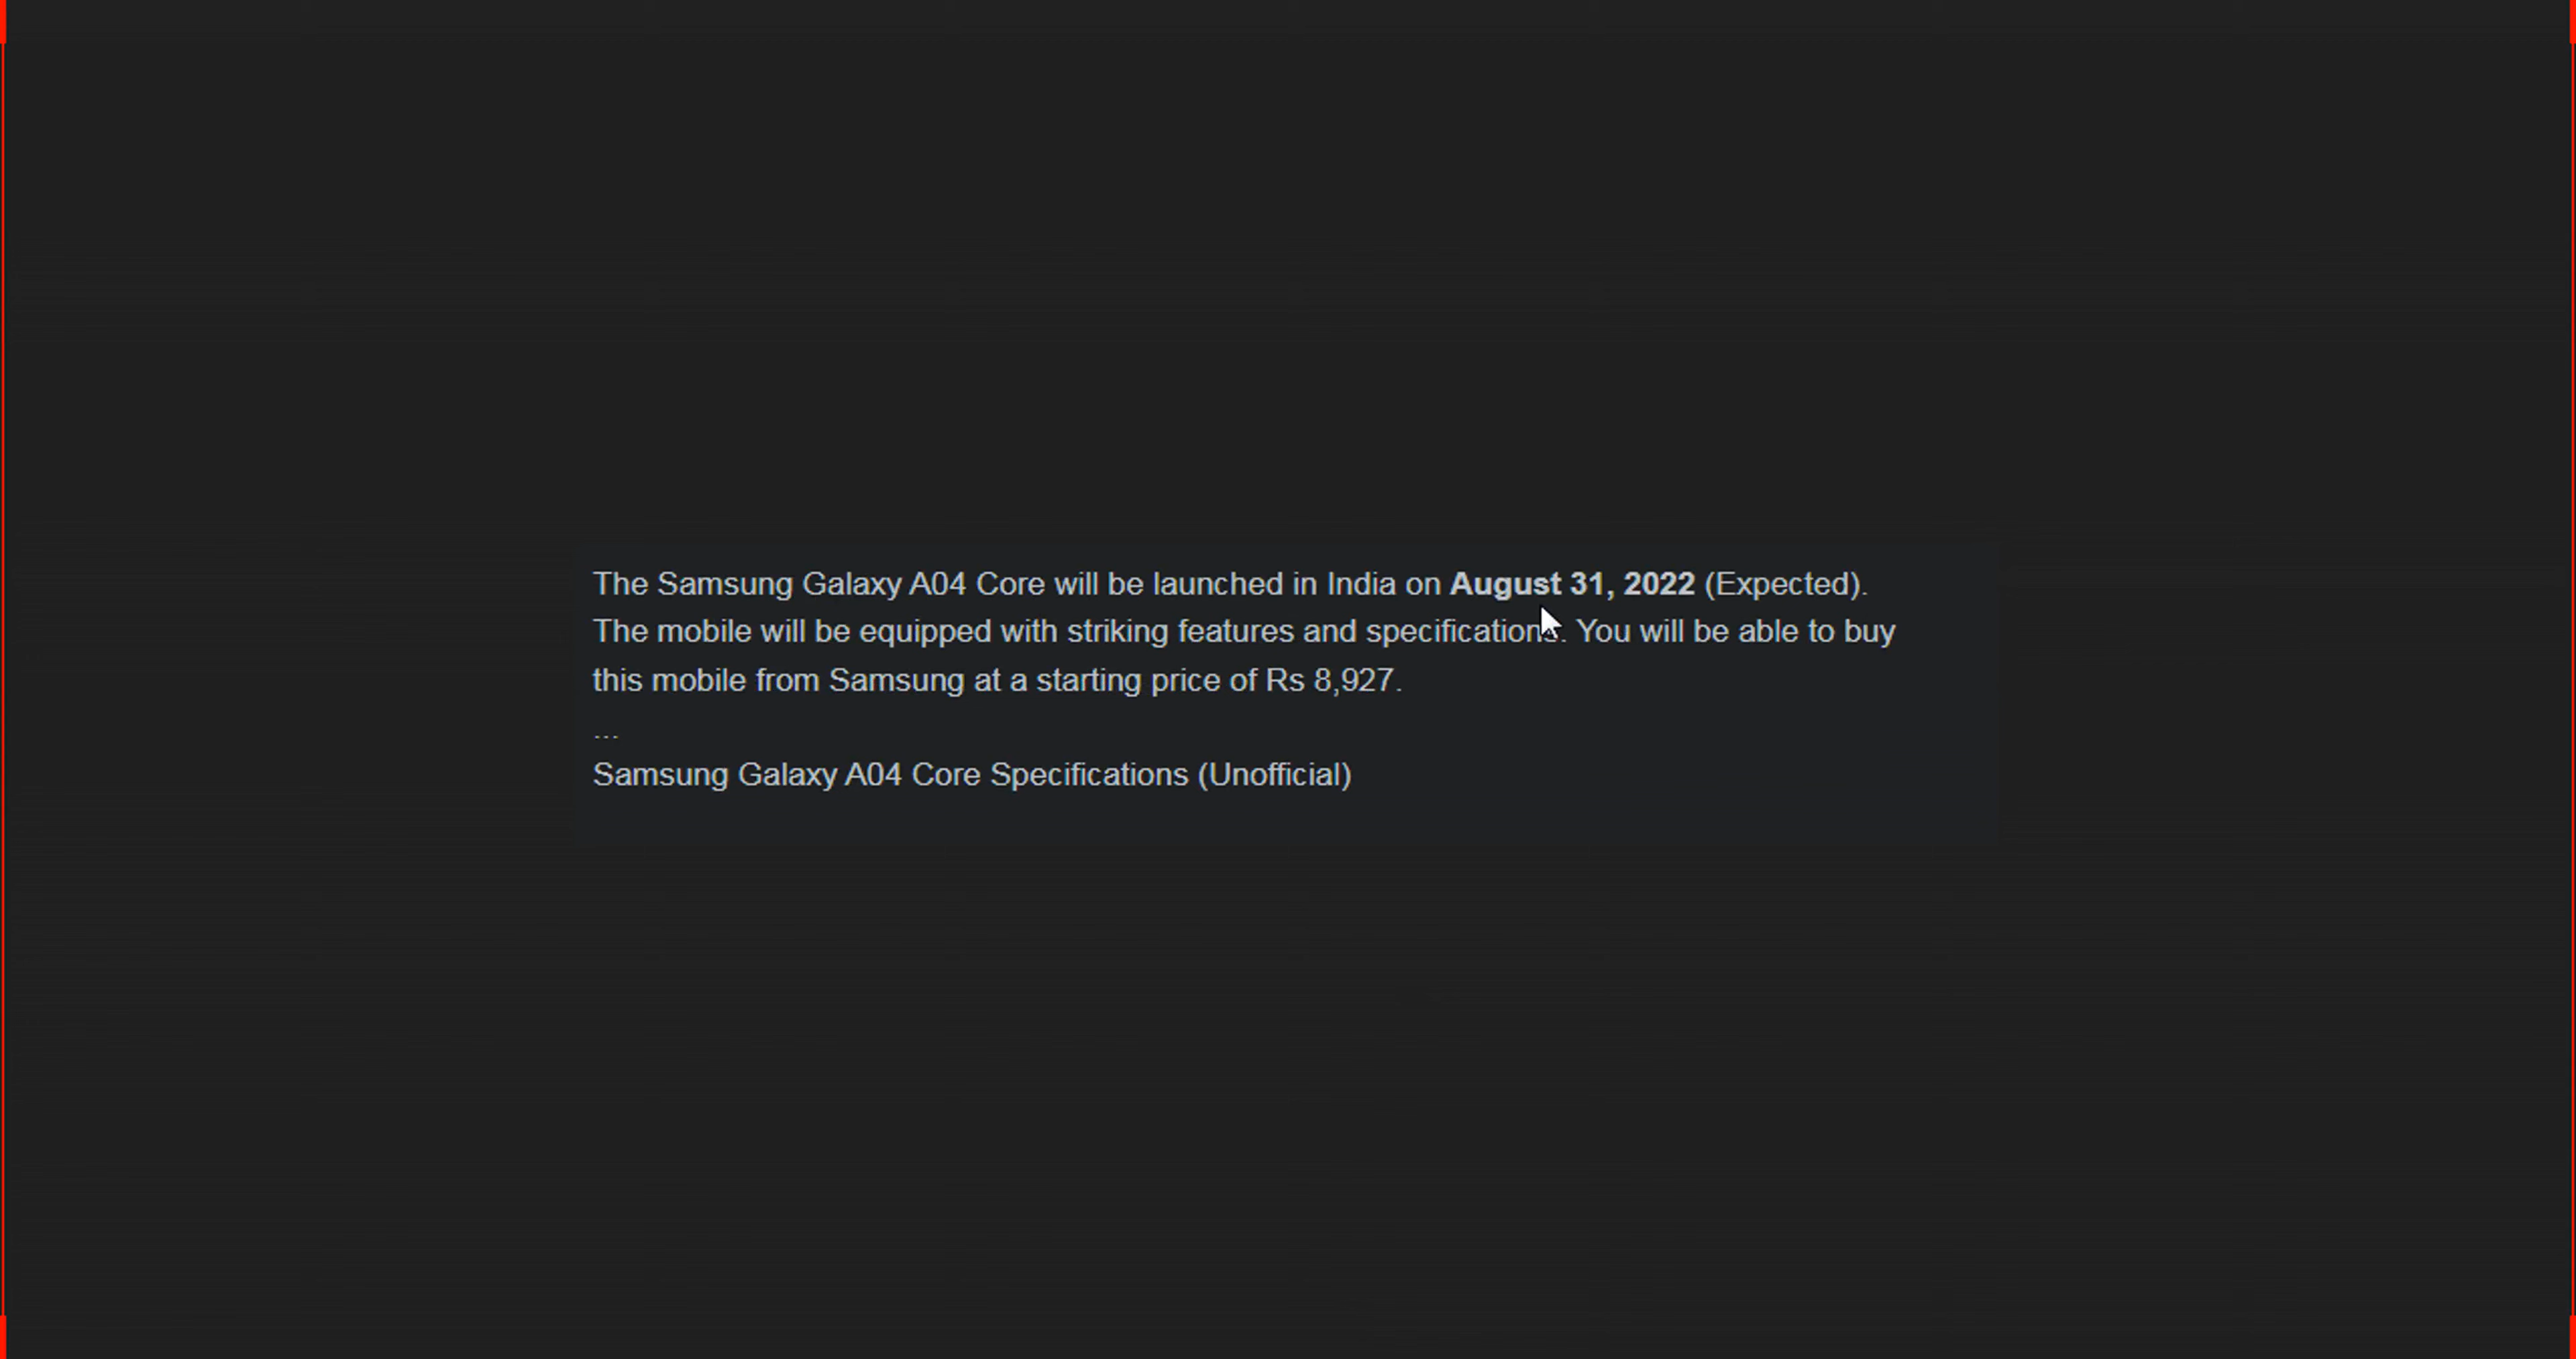 The Samsung Galaxy A04 Core will be launched in India on August 31, 2022 (Expected).
The mobile will be equipped with striking features and specifications. You will be able to buy
this mobile from Samsung at a starting price of Rs 8,927.
...
Samsung Galaxy A04 Core Specifications (Unofficial)